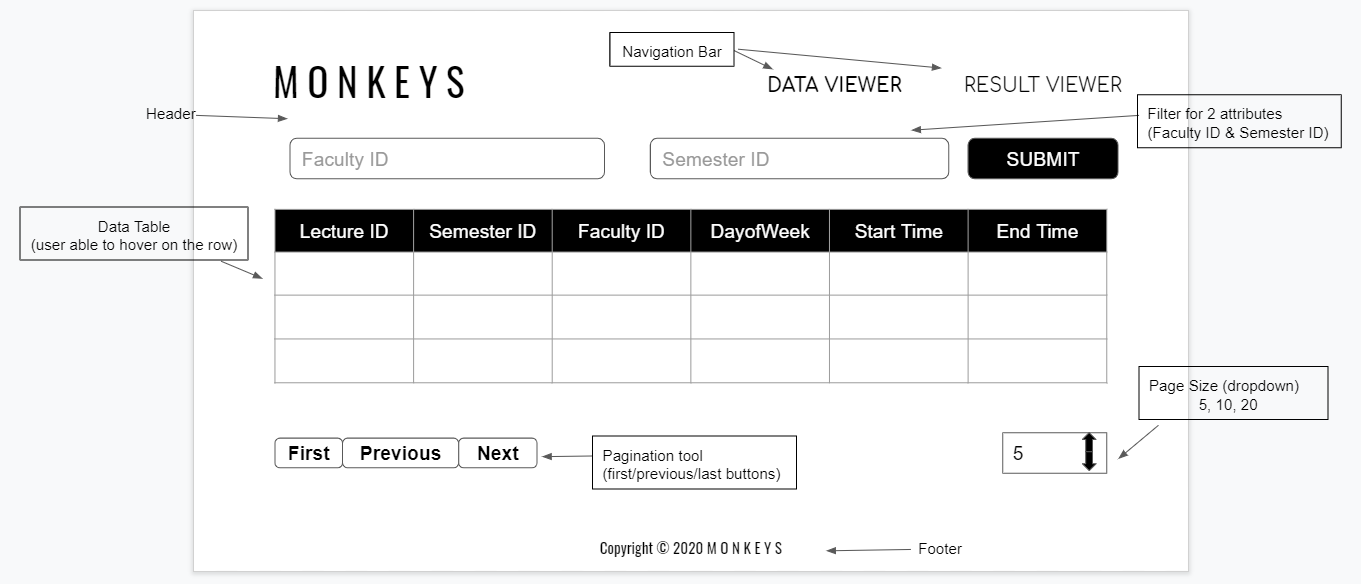 Navigation Bar
MONKEYS
DATA VIEWER
RESULT VIEWER
Header
Filter for 2 attributes
(Faculty ID & Semester ID)
Faculty ID
Semester ID
SUBMIT
Data Table
(user able to hover on the row)
Lecture ID Semester ID Faculty ID DayofWeek Start Time End Time
Page Size (dropdown)
5, 10, 20
First Previous Next
Pagination tool
(first/previous/last buttons)
5
Copyright © 2020 MONKEYS
Footer